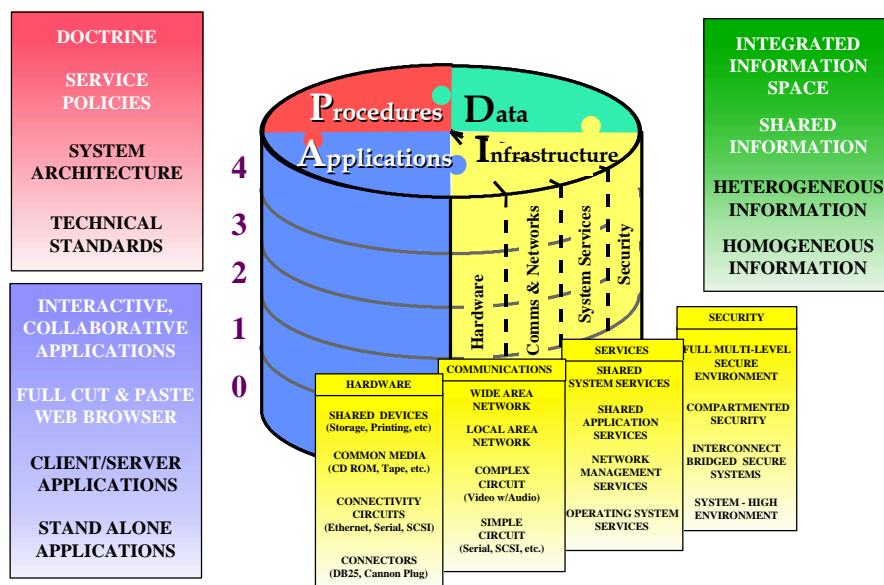 DOCTRINE
SERVICE
POLICIES
SYSTEM
ARCHITECTURE
TECHNICAL
STANDARDS
INTERACTIVE,
COLLABORATIVE
APPLICATIONS
FULL CUT & PASTE
WEB BROWSER
CLIENT/SERVER
APPLICATIONS
STAND ALONE
APPLICATIONS
4
3
2
1
0
Procedures
Data
Applications
Infrastructure
Hardware
Comms & Networks
System Services
Security
INTEGRATED
INFORMATION
SPACE
SHARED
INFORMATION
HETEROGENEOUS
INFORMATION
HOMOGENEOUS
INFORMATION
HARDWARE
SHARED DEVICES
(Storage, Printing, etc)
COMMON MEDIA
(CD ROM, Tape, etc.)
CONNECTIVITY
CIRCUITS
(Ethernet, Serial, SCSI)
CONNECTORS
(DB25, Cannon Plug)
COMMUNICATIONS
WIDE AREA
NETWORK
LOCAL AREA
NETWORK
COMPLEX
CIRCUIT
(Video w/Audio)
SIMPLE
CIRCUIT
(Serial, SCSI, etc.)
SERVICES
SHARED
SYSTEM SERVICES
SHARED
APPLICATION
SERVICES
NETWORK
MANAGEMENT
SERVICES
OPERATING SYSTEM
SERVICES
SECURITY
FULL MULTI-LEVEL
SECURE
ENVIRONMENT
COMPARTMENTED
SECURITY
INTERCONNECT
BRIDGED SECURE
SYSTEMS
SYSTEM - HIGH
ENVIRONMENT